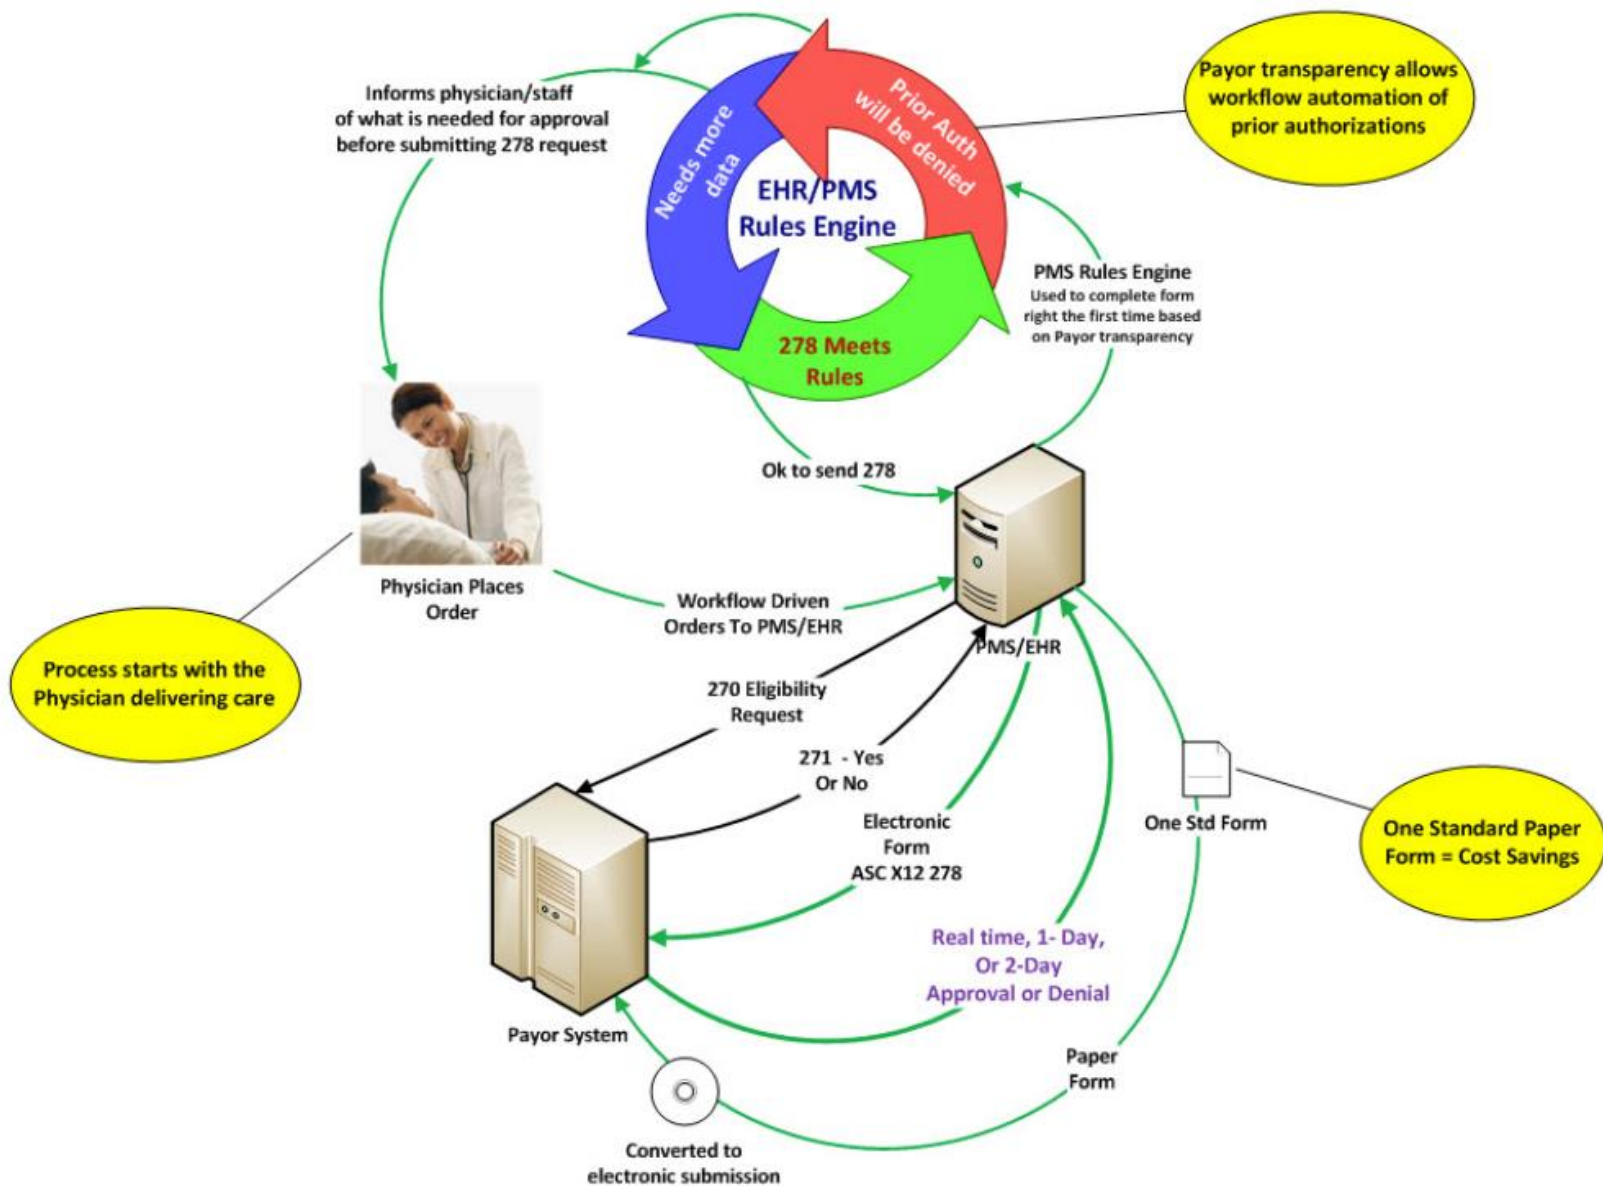 Payor transparency allows
workflow automation of
prior authorizations
Informs physician/staff
of what is needed for approval
before submitting 278 request
Prior Auth
will be denied
Needs more
data
EHR/PMS
Rules Engine
278 Meets
Rules
PMS Rules Engine
Used to complete form
right the first time based
on Payor transparency
Ok to send 278
Physician Places
Order
Workflow Driven
Orders To PMS/EHR
PMS/EHR
Process starts with the
Physician delivering care
270 Eligibility
Request
271 - Yes
Or No
Electronic
Form
ASC X12 278
One Std Form
One Standard Paper
Form = Cost Savings
Real time, 1- Day,
Or 2-Day
Approval or Denial
Payor System
Paper
Form
Converted to
electronic submission